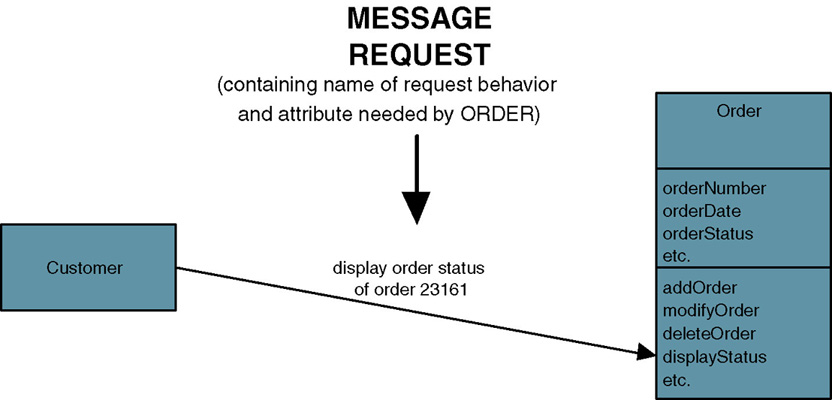 MESSAGE
REQUEST
(containing name of request behavior
and attribute needed by ORDER)
Customer
display order status
of order 23161
Order
orderNumber
orderDate
orderStatus
etc.
addOrder
modifyOrder
deleteOrder
displayStatus
etc.